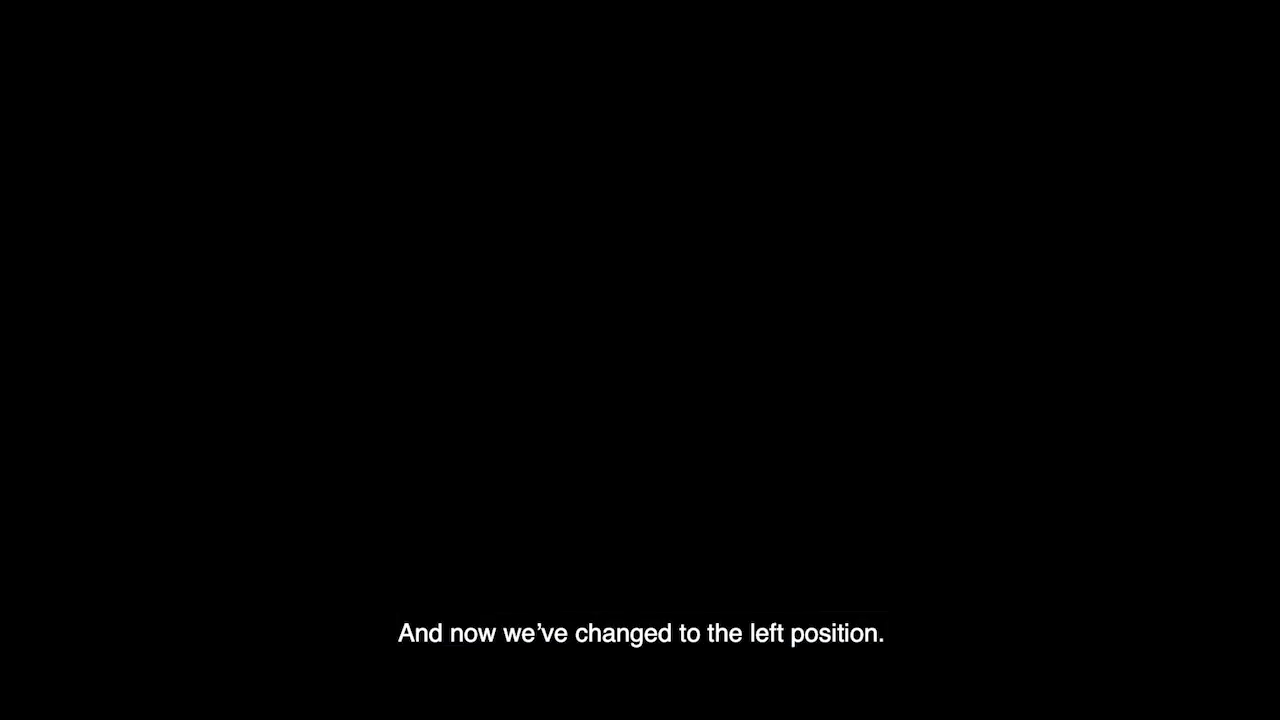 And now we’ve changed to the left position.